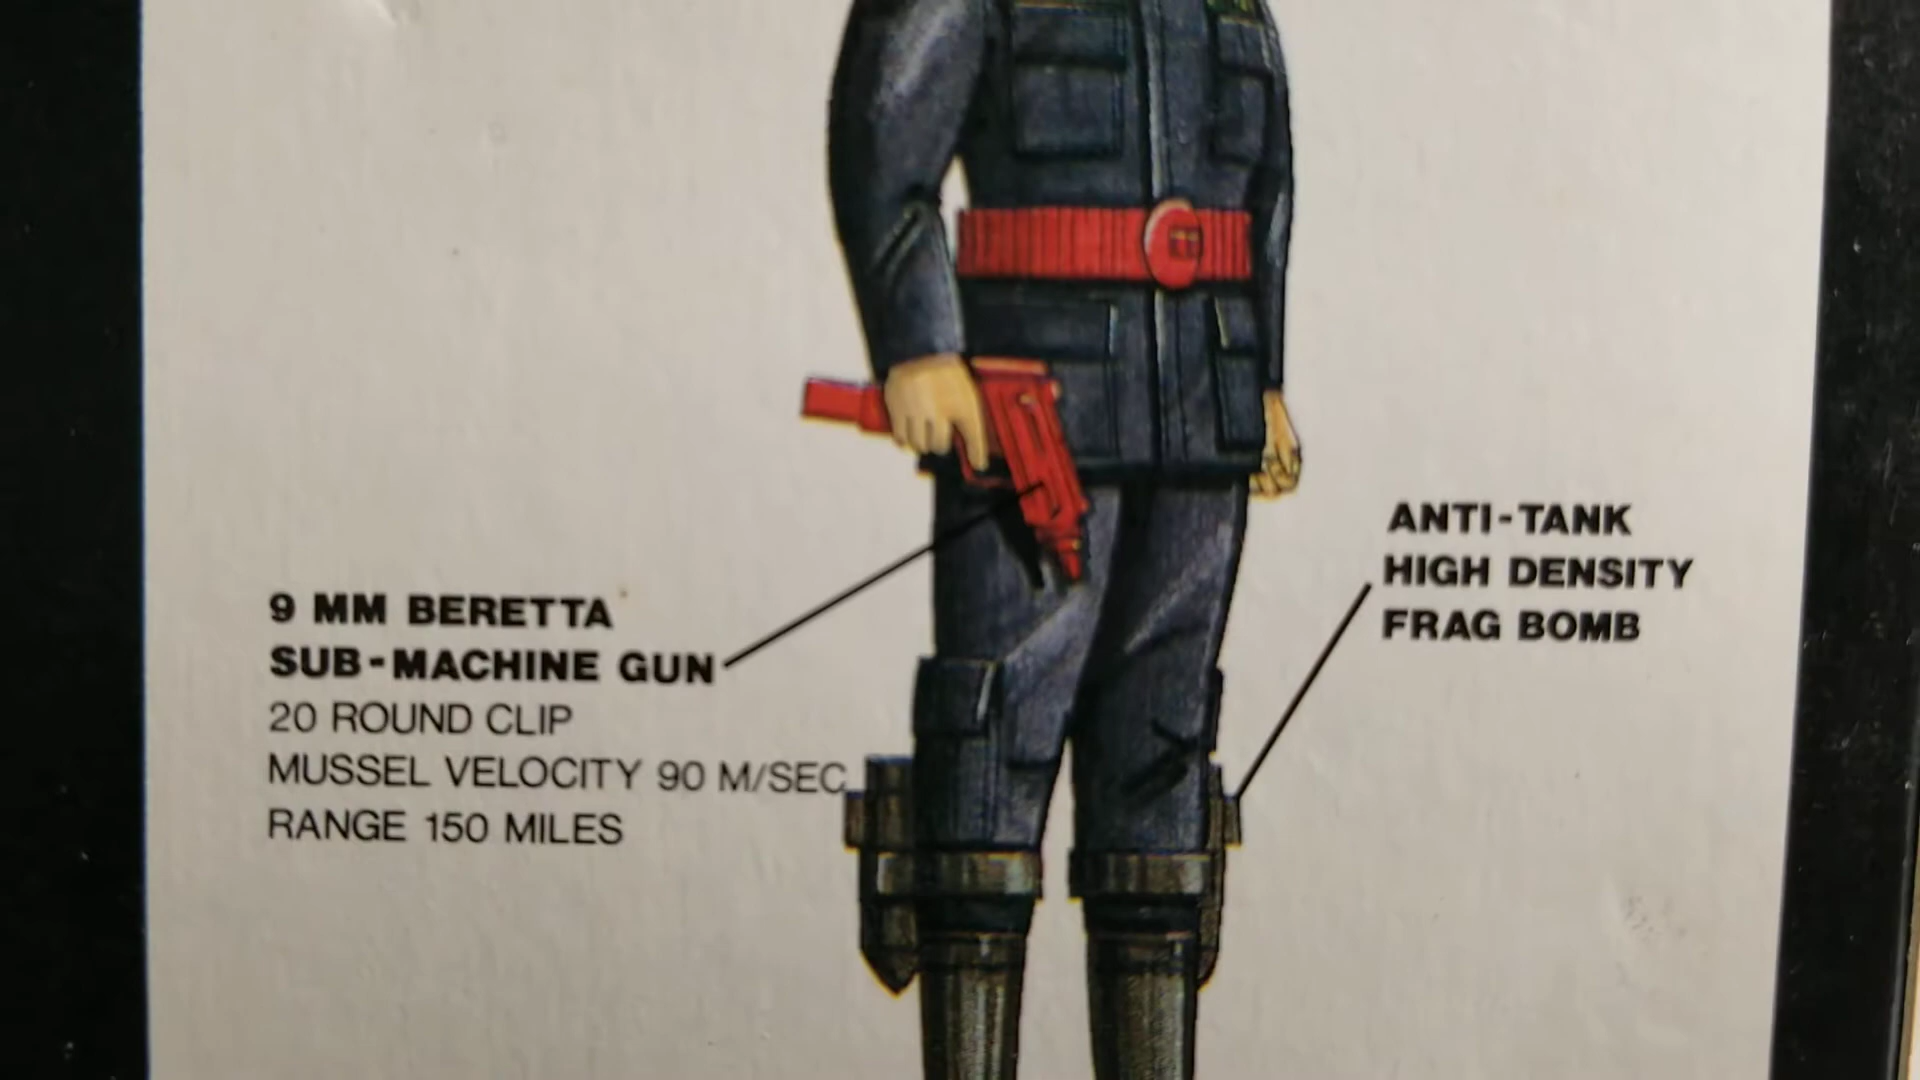 9 MM BERETTA
SUB-MACHINE GUN
20 ROUND CLIP
MUSSEL VELOCITY 90 M/SEC
RANGE 150 MILES
ANTI-TANK
HIGH DENSITY
FRAG BOMB